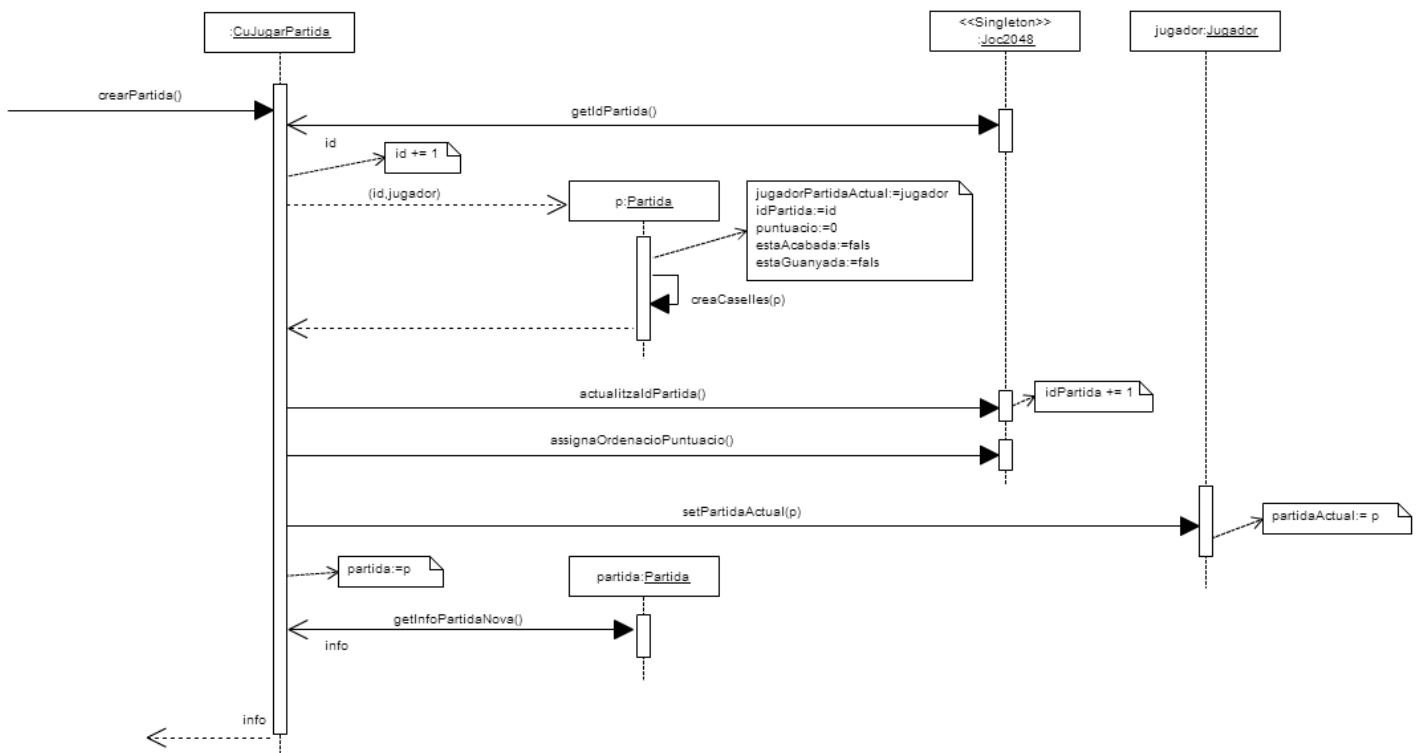 :CuJugarPartida
<<Singleton>>
:Joc2048
jugador:Jugador
crearPartida()
getIdPartida()
id
id += 1
(id,jugador)
p:Partida
jugadorPartidaActual:=jugador
idPartida:=id
puntuacio:=0
estaAcabada:=fals
estaGuanyada:=fals
creaCaselles(p)
actualitzaIdPartida()
idPartida += 1
assignaOrdenacioPuntuacio()
setPartidaActual(p)
partidaActual:= p
partida:=p
partida:Partida
getInfoPartidaNova()
info
info